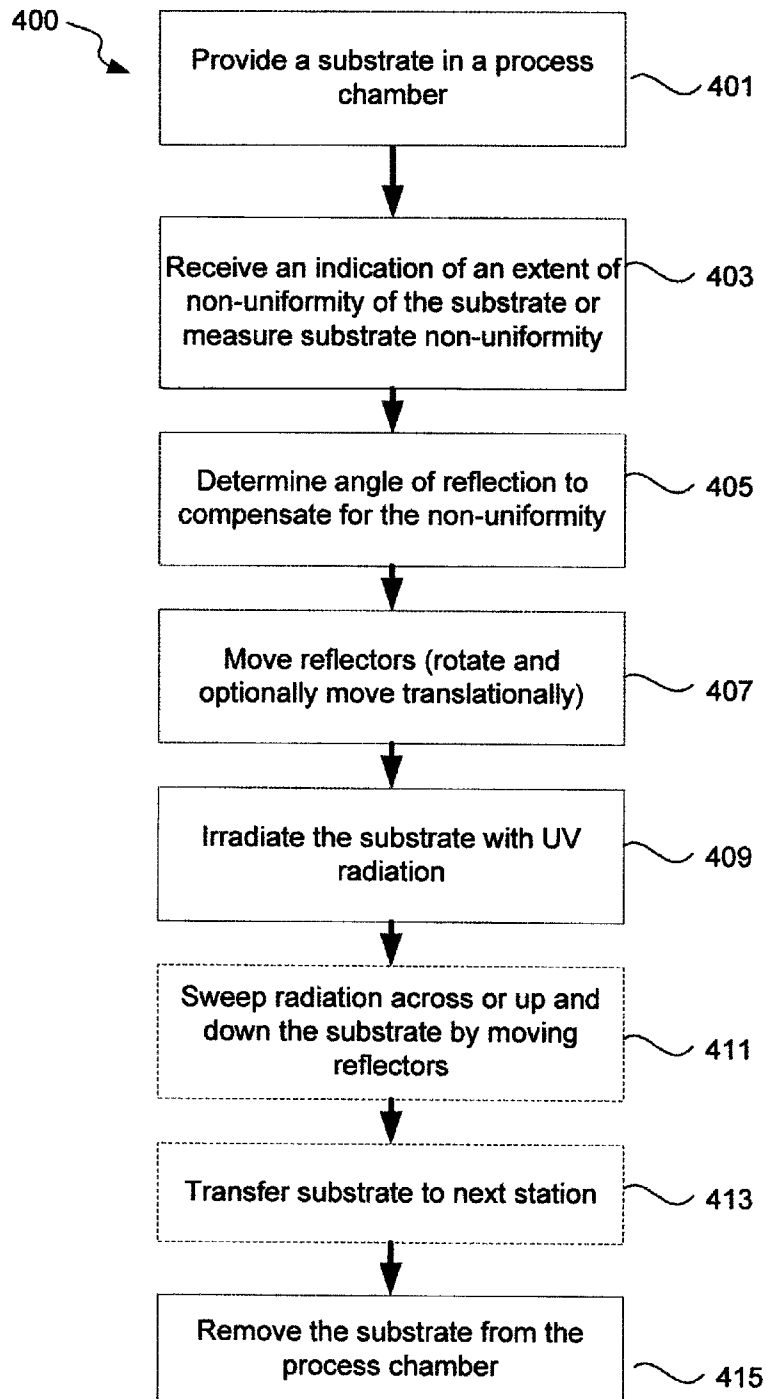 400
Provide a substrate in a process
chamber
401
Receive an indication of an extent of
non-uniformity of the substrate or
measure substrate non-uniformity
403
Determine angle of reflection to
compensate for the non-uniformity
405
Move reflectors (rotate and
optionally move translationally)
407
Irradiate the substrate with UV
radiation
409
Sweep radiation across or up and
down the substrate by moving
reflectors
411
Transfer substrate to next station
413
Remove the substrate from the
process chamber
415